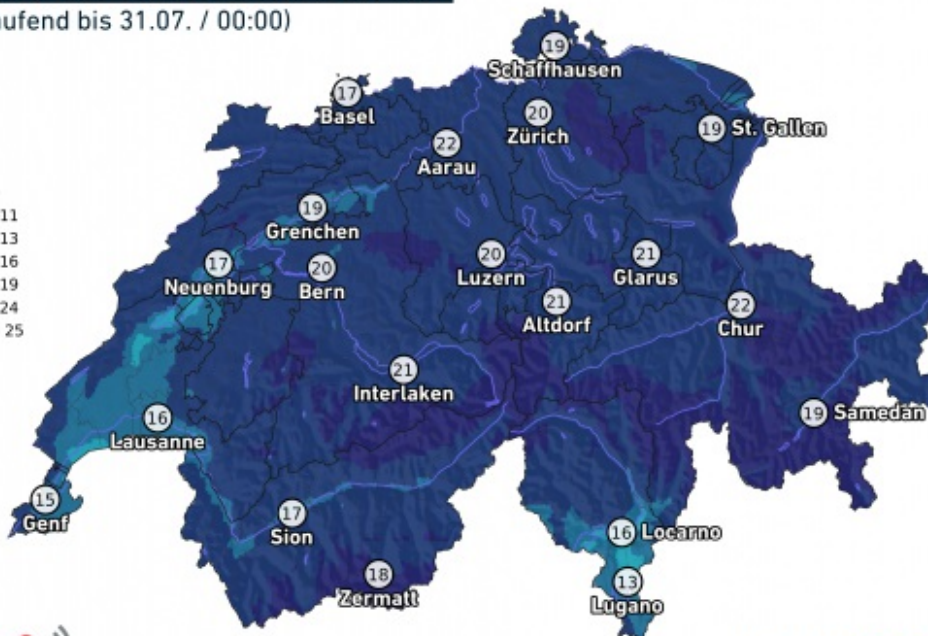 aufend bis 31.07. / 00:00)
19
Schaffhausen
17
Basel
20
Zürich
19 St. Gallen
22
Aarau
11
13
16
19
24
25
19
Grenchen
17
Neuenburg
20
Bern
20
Luzern
21
Glarus
21
Altdorf
22
Chur
21
Interlaken
16
Lausanne
19 Samedan
15
Genf
17
Sion
16 Locarno
18
Zermatt
13
Lugano